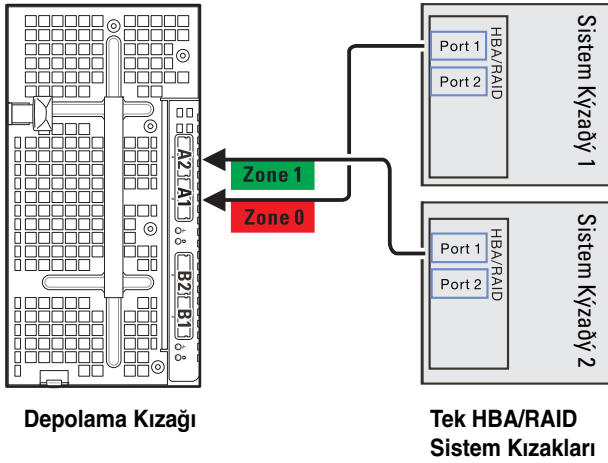 A2
A1
B2
B1
Zone 1
Zone 0
Port 1
Port 2
HBA/RAID
Sistem Kýzaðý 1
Port 1
Port 2
HBA/RAID
Sistem Kýzaðý 2
Depolama Kızağı
Tek HBA/RAID
Sistem Kızakları